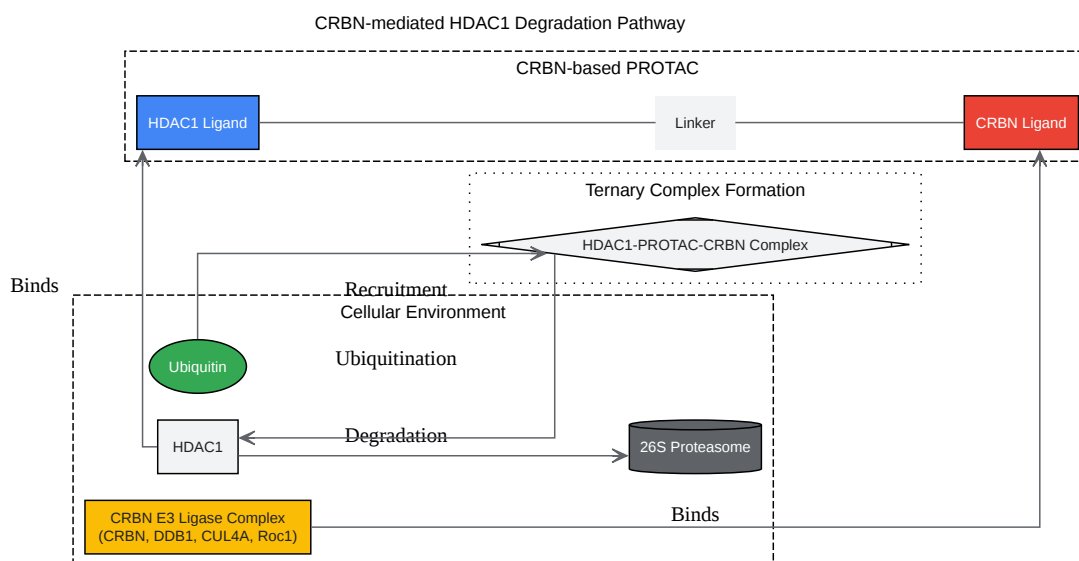 CRBN-mediated HDAC1 Degradation Pathway
CRBN-based PROTAC
HDAC1 Ligand
Linker
CRBN Ligand
Ternary Complex Formation
HDAC1-PROTAC-CRBN Complex
Binds
Recruitment
Cellular Environment
Ubiquitination
Ubiquitin
Degradation
HDAC1
26S Proteasome
Binds
CRBN E3 Ligase Complex
(CRBN, DDB1, CUL4A, Roc1)